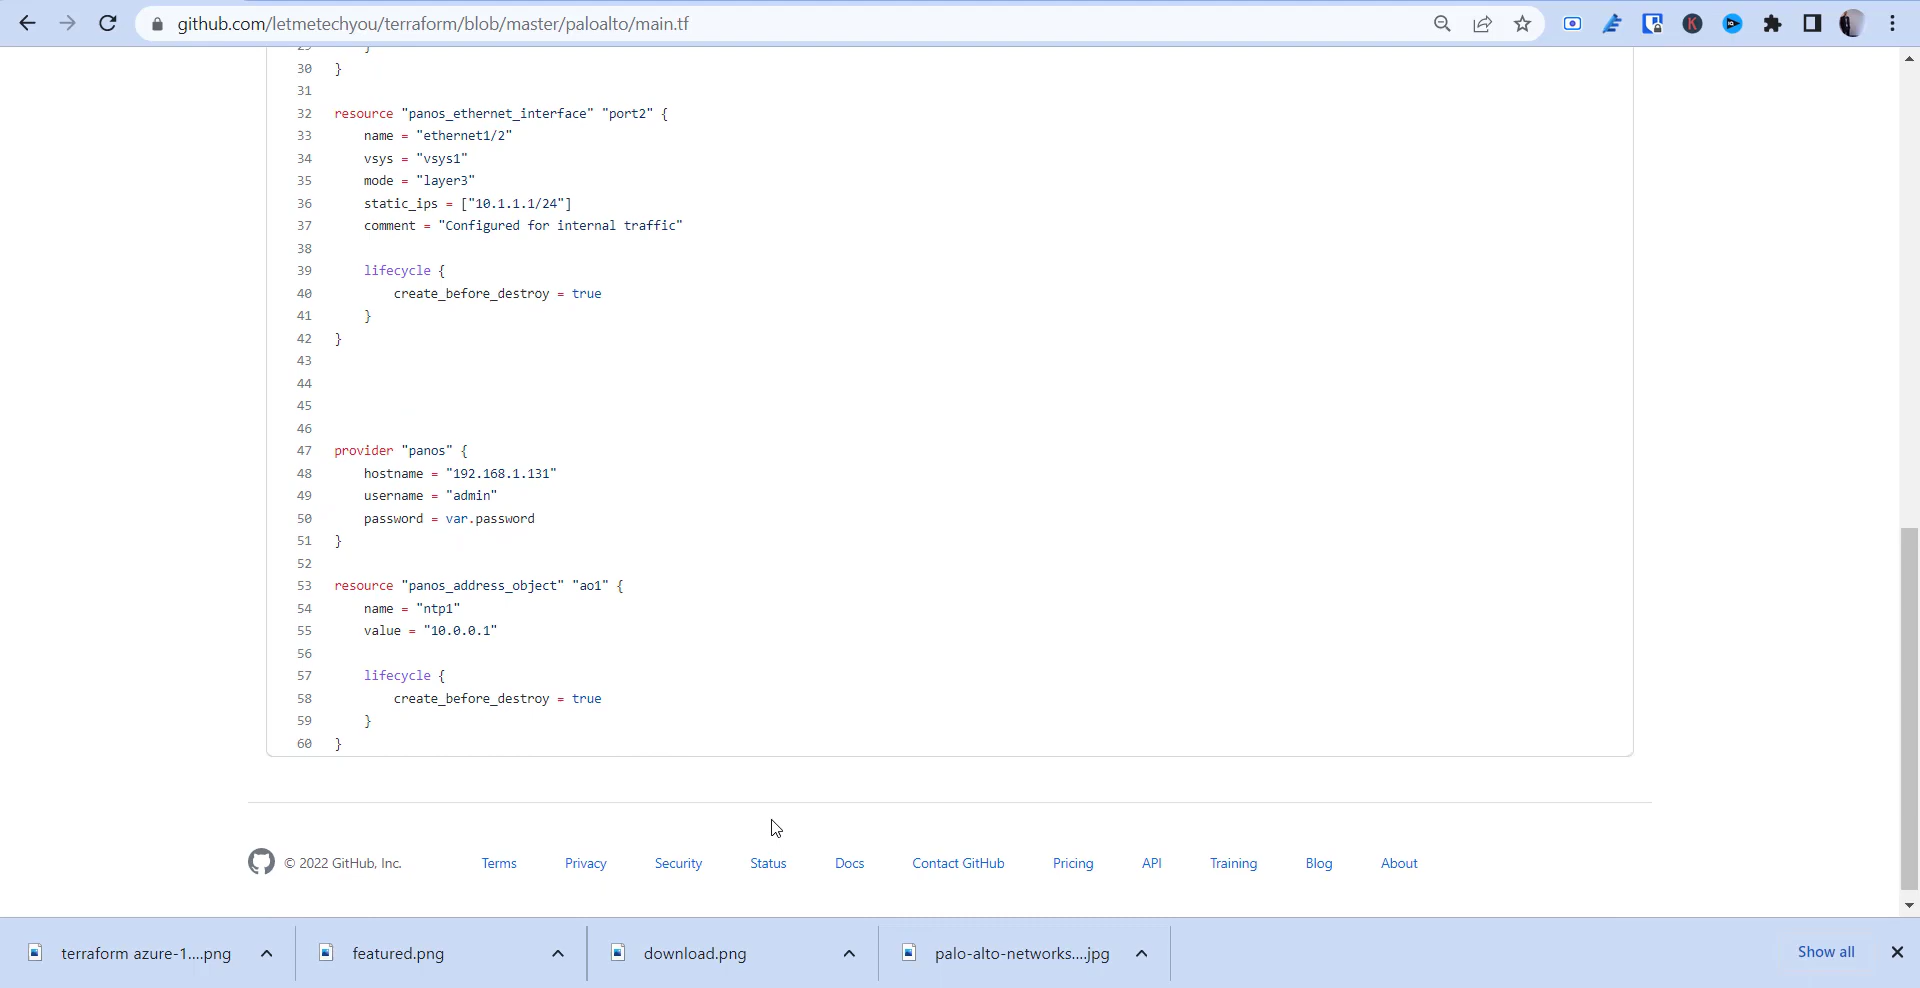 github.com/letmetechyou/terraform/blob/master/paloalto/main.tf
29 }
30 }
31
32 resource "panos_ethernet_interface" "port2" {
33 name = "ethernet1/2"
34 vsys = "vsys1"
35 mode = "layer3"
36 static_ips = ["10.1.1.1/24"]
37 comment = "Configured for internal traffic"
38
39 lifecycle {
40 create_before_destroy = true
41 }
42 }
43
44
45
46
47 provider "panos" {
48 hostname = "192.168.1.131"
49 username = "admin"
50 password = var.password
51 }
52
53 resource "panos_address_object" "ao1" {
54 name = "ntp1"
55 value = "10.0.0.1"
56
57 lifecycle {
58 create_before_destroy = true
59 }
60 }
© 2022 GitHub, Inc. Terms Privacy Security Status Docs Contact GitHub Pricing API Training Blog About
terraform azure-1....png featured.png download.png palo-alto-networks....jpg Show all